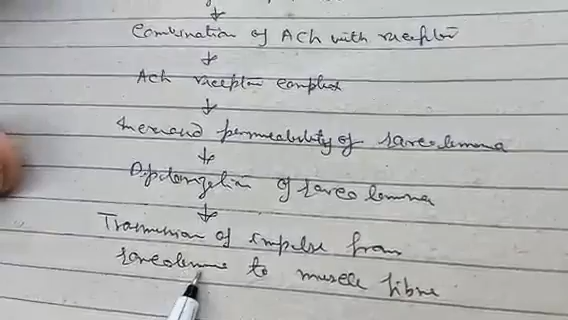 Combination of ACh with receptor
↓
ACh receptor complex
↓
Increased permeability of sarcolemma
↓
Depolarization of sarcolemma
↓
Transmission of impulse from
sarcolemma to muscle fibre